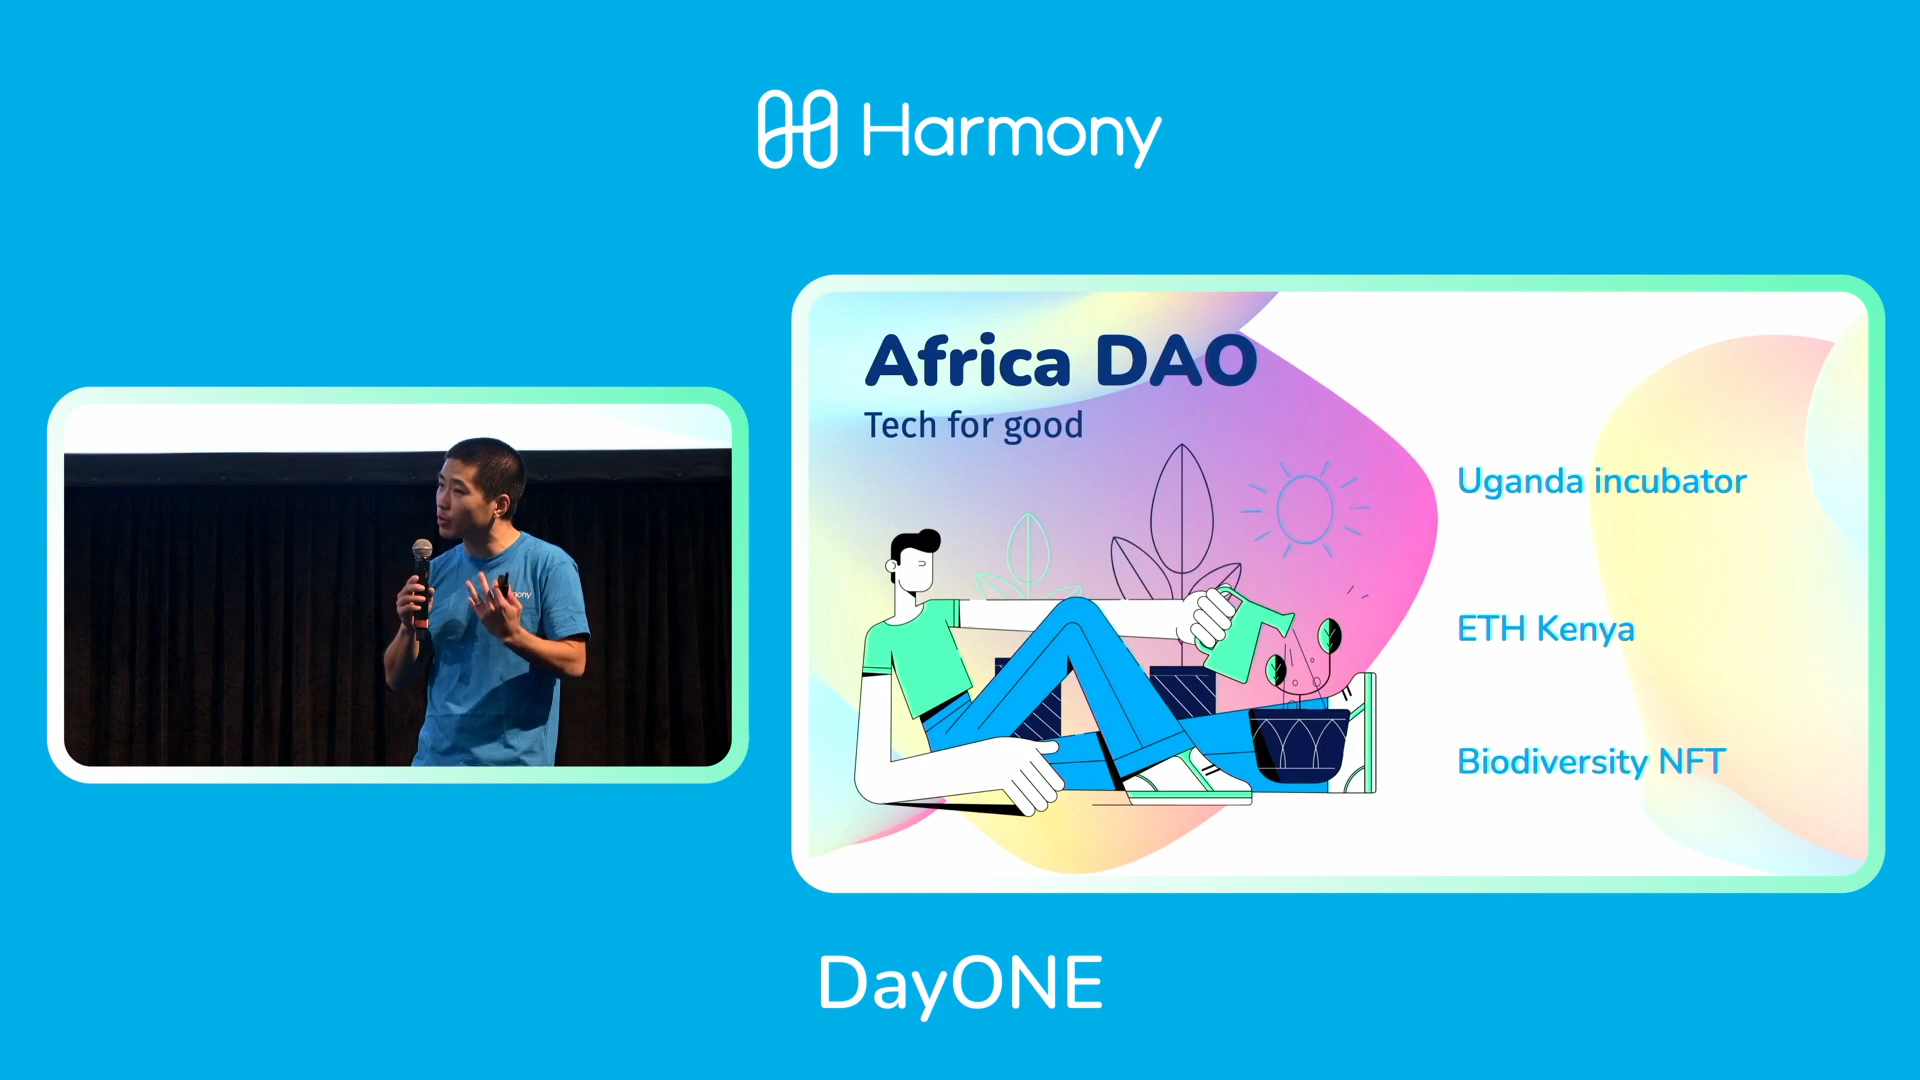 Harmony
Africa DAO
Tech for good
Uganda incubator
ETH Kenya
Biodiversity NFT
DayONE